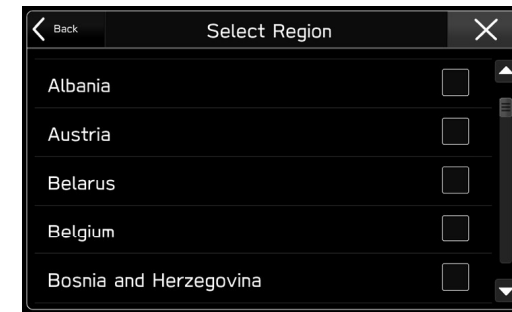 Back
Select Region
Albania
Austria
Belarus
Belgium
Bosnia and Herzegovina